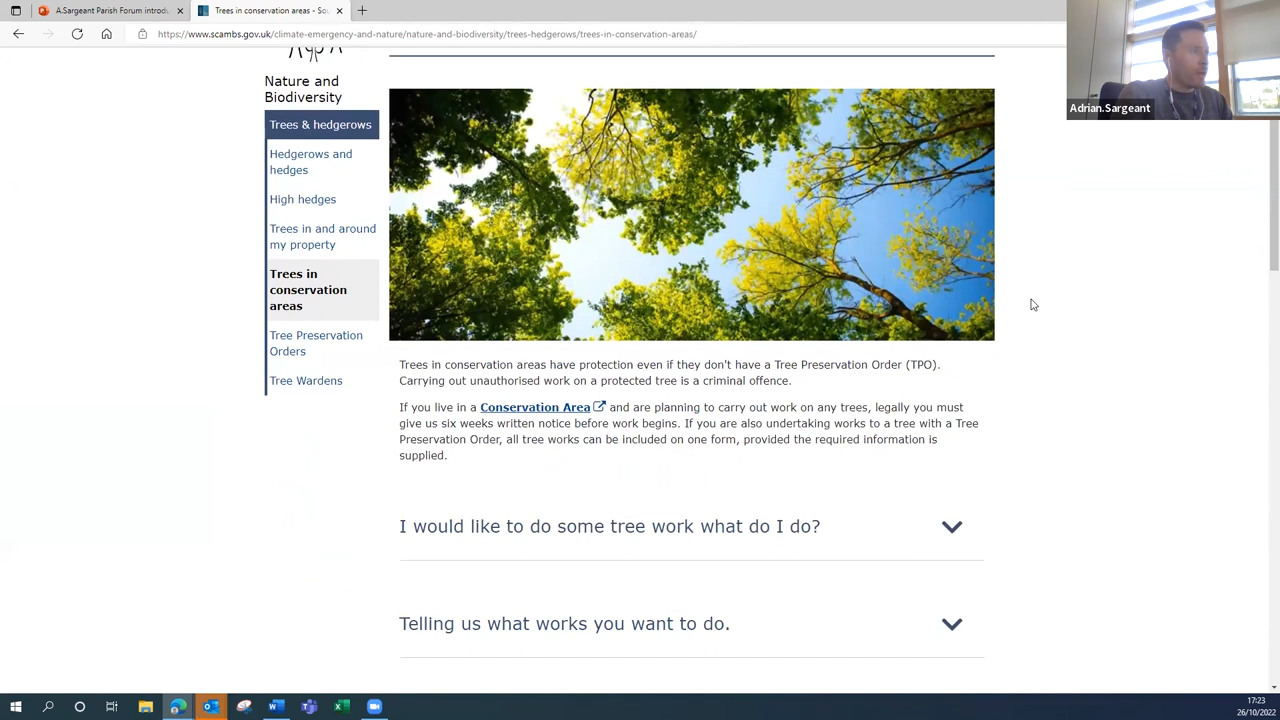 A.Sargeant Parish Forum introdu
Trees in conservation areas - Sou
https://www.scambs.gov.uk/climate-emergency-and-nature/nature-and-biodiversity/trees-hedgerows/trees-in-conservation-areas/
Adrian.Sargeant
Nature and
Biodiversity
Trees & hedgerows
Hedgerows and
hedges
High hedges
Trees in and around
my property
Trees in
conservation
areas
Tree Preservation
Orders
Tree Wardens
Trees in conservation areas have protection even if they don't have a Tree Preservation Order (TPO).
Carrying out unauthorised work on a protected tree is a criminal offence.
If you live in a Conservation Area and are planning to carry out work on any trees, legally you must
give us six weeks written notice before work begins. If you are also undertaking works to a tree with a Tree
Preservation Order, all tree works can be included on one form, provided the required information is
supplied.
I would like to do some tree work what do I do?
Telling us what works you want to do.
17:23
26/10/2022